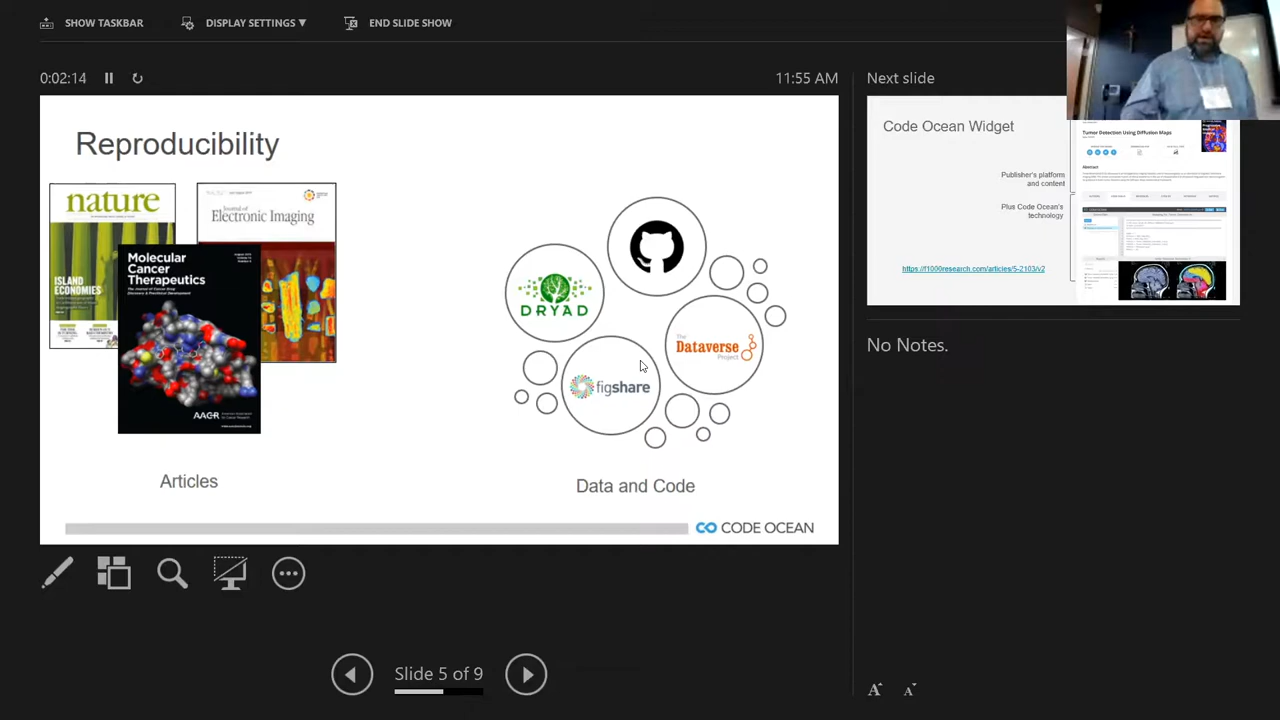 SHOW TASKBAR
DISPLAY SETTINGS ▼
END SLIDE SHOW
0:02:14
11:55 AM
Next slide
Reproducibility
nature
ISLAND
ECONOMIES
Journal of
Electronic Imaging
Molecular
Cancer
Therapeutics
AACR
Articles
DRYAD
The
Dataverse
Project
figshare
Data and Code
CODE OCEAN
Code Ocean Widget
Publisher's platform
and content
Plus Code Ocean's
technology
https://f1000research.com/articles/5-2103/v2
Tumor Detection Using Diffusion Maps
Abstract
No Notes.
Slide 5 of 9
A
A